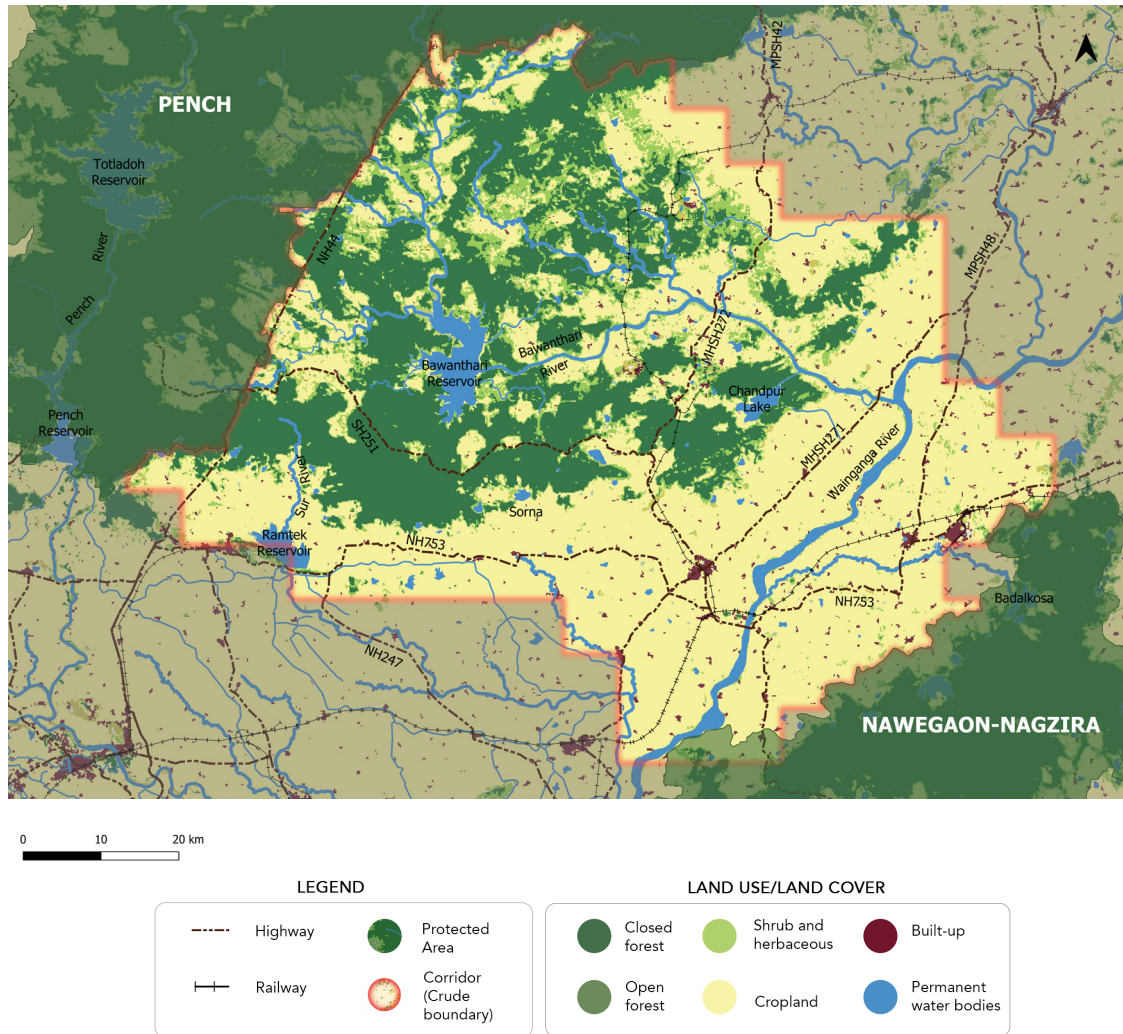 MPSH42
PENCH
Totladoh
Reservoir
NH44
River
MPSH48
Pench
MHSH272
Bawanthari
River
Bawanthari
Reservoir
Chandpur
Lake
Pench
Reservoir
SH251
MHSH271
Wainganga River
Sur River
Sorna
Ramtek
Reservoir
NH753
NH753
Badalkosa
NH247
NAWEGAON-NAGZIRA
0 10 20 km
LEGEND
Highway
Protected
Area
Railway
Corridor
(Crude
boundary)
LAND USE/LAND COVER
Closed
forest
Shrub and
herbaceous
Built-up
Open
forest
Cropland
Permanent
water bodies